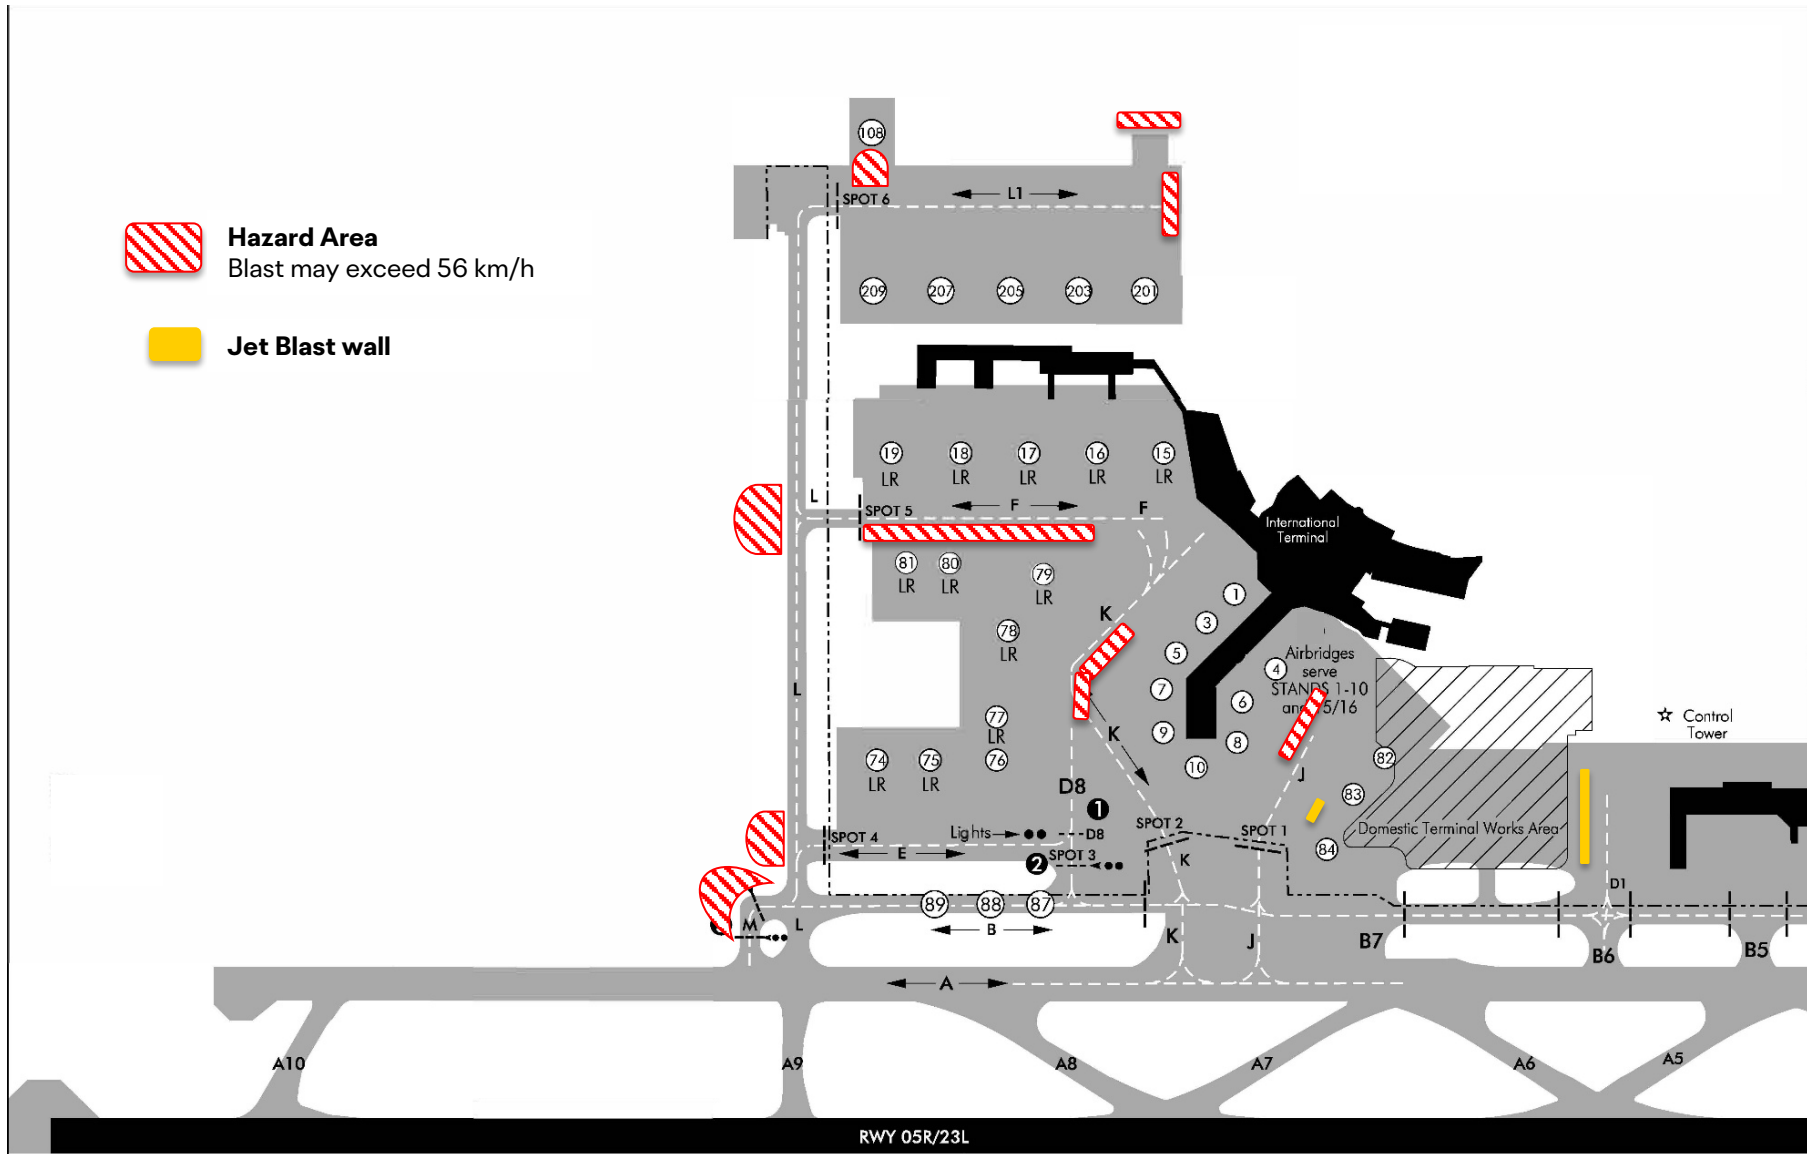 108
SPOT 6
L1
Hazard Area
Blast may exceed 56 km/h
Jet Blast wall
209
207
205
203
201
19
LR
18
LR
17
LR
16
LR
15
LR
L
SPOT 5
F
F
International
Terminal
81
LR
80
LR
79
LR
K
1
3
78
LR
5
4
Airbridges
serve
STANDS 1-10
5/16
L
7
6
77
LR
K
9
8
Control
Tower
74
LR
75
LR
76
10
82
J
D8
83
1
SPOT 4
Lights
D8
SPOT 2
SPOT 1
Domestic Terminal Works Area
E
2
SPOT 3
84
D1
89
88
87
M
L
B
K
K
J
B7
B6
B5
A
A10
A9
A8
A7
A6
A5
RWY 05R/23L